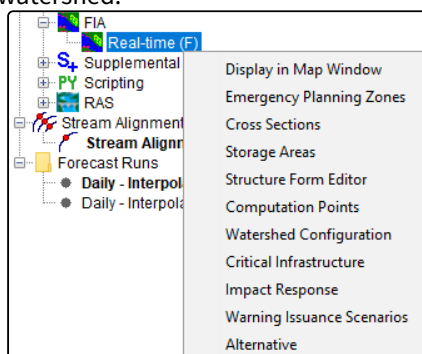 watershed.
FIA
Real-time (F)
S+ Supplemental
PY Scripting
RAS
Stream Alignment
Stream Alignn
Forecast Runs
Daily - Interpola
Daily - Interpola
Display in Map Window
Emergency Planning Zones
Cross Sections
Storage Areas
Structure Form Editor
Computation Points
Watershed Configuration
Critical Infrastructure
Impact Response
Warning Issuance Scenarios
Alternative